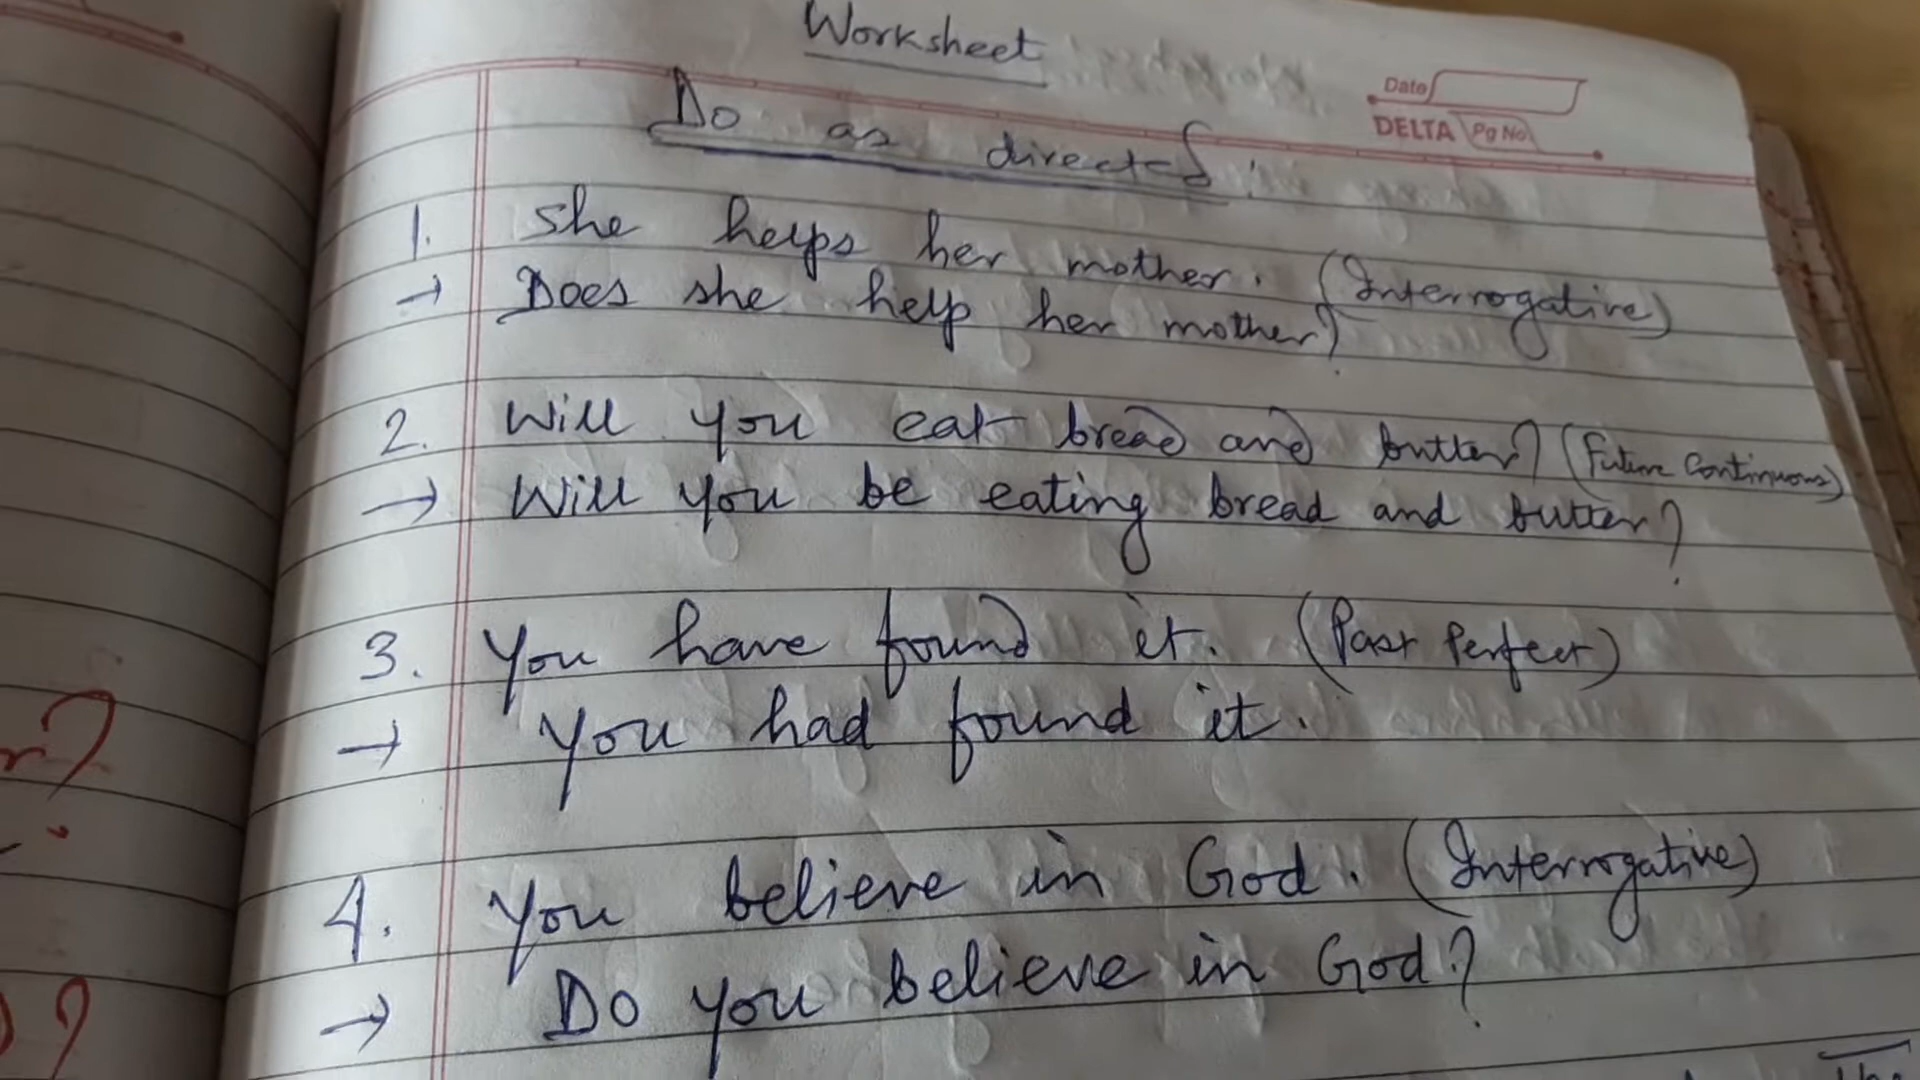 Worksheet
Date
DELTA Pg No.
Do as directed:
1. She helps her mother. (Interrogative)
→ Does she help her mother?
2. Will you eat bread and butter? (Future Continuous)
→ Will you be eating bread and butter?
3. You have found it. (Past Perfect)
→ You had found it.
4. You believe in God. (Interrogative)
→ Do you believe in God?